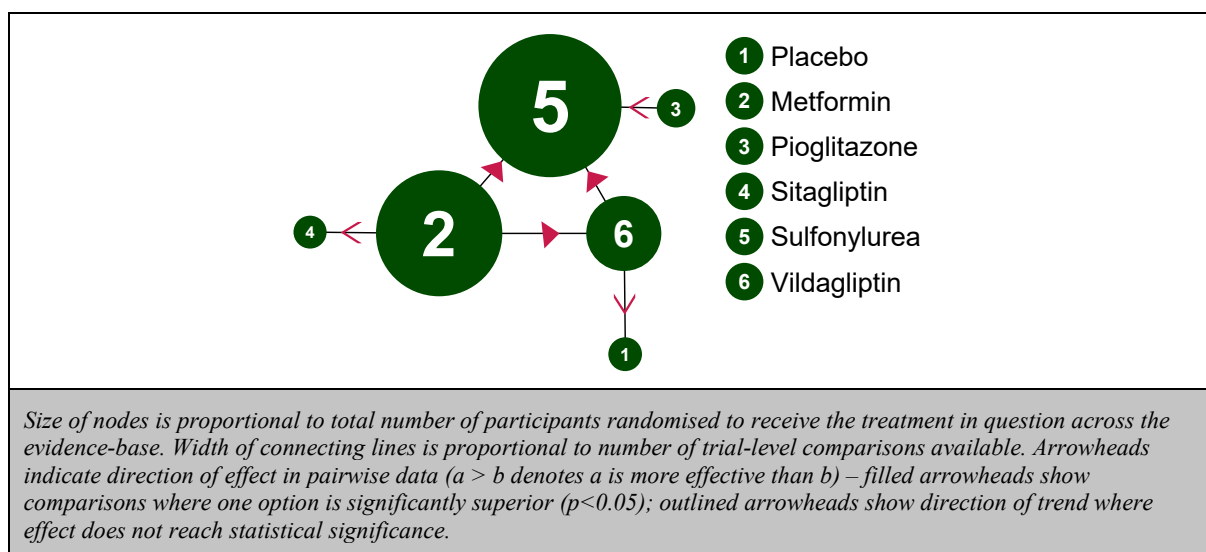 5
3
2
4
6
1
1 Placebo
2 Metformin
3 Pioglitazone
4 Sitagliptin
5 Sulfonylurea
6 Vildagliptin
Size of nodes is proportional to total number of participants randomised to receive the treatment in question across the
evidence-base. Width of connecting lines is proportional to number of trial-level comparisons available. Arrowheads
indicate direction of effect in pairwise data (a > b denotes a is more effective than b) – filled arrowheads show
comparisons where one option is significantly superior (p<0.05); outlined arrowheads show direction of trend where
effect does not reach statistical significance.